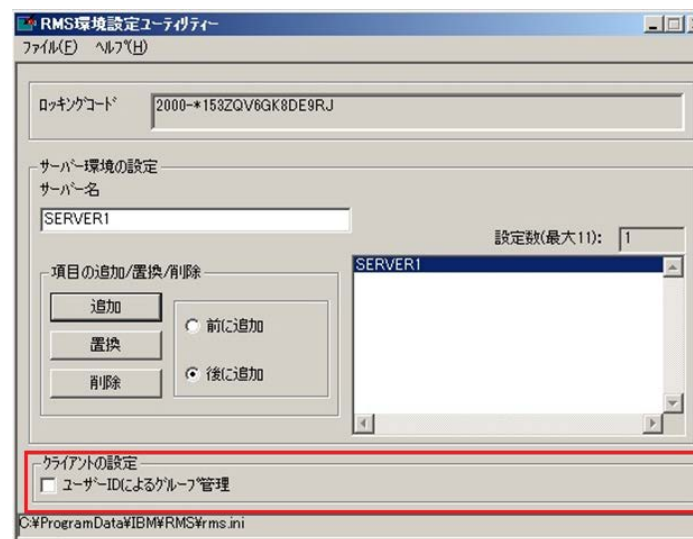 RMS環境設定ユーティリティー
ファイル(F) ヘルプ(H)
ロッキングコード 2000-*153ZQV6GK8DE9RJ
サーバー環境の設定
サーバー名
SERVER1
設定数(最大11): 1
項目の追加/置換/削除
追加
置換
削除
前に追加
後に追加
SERVER1
クライアントの設定
ユーザーIDによるグループ管理
C:¥ProgramData¥IBM¥RMS¥rms.ini